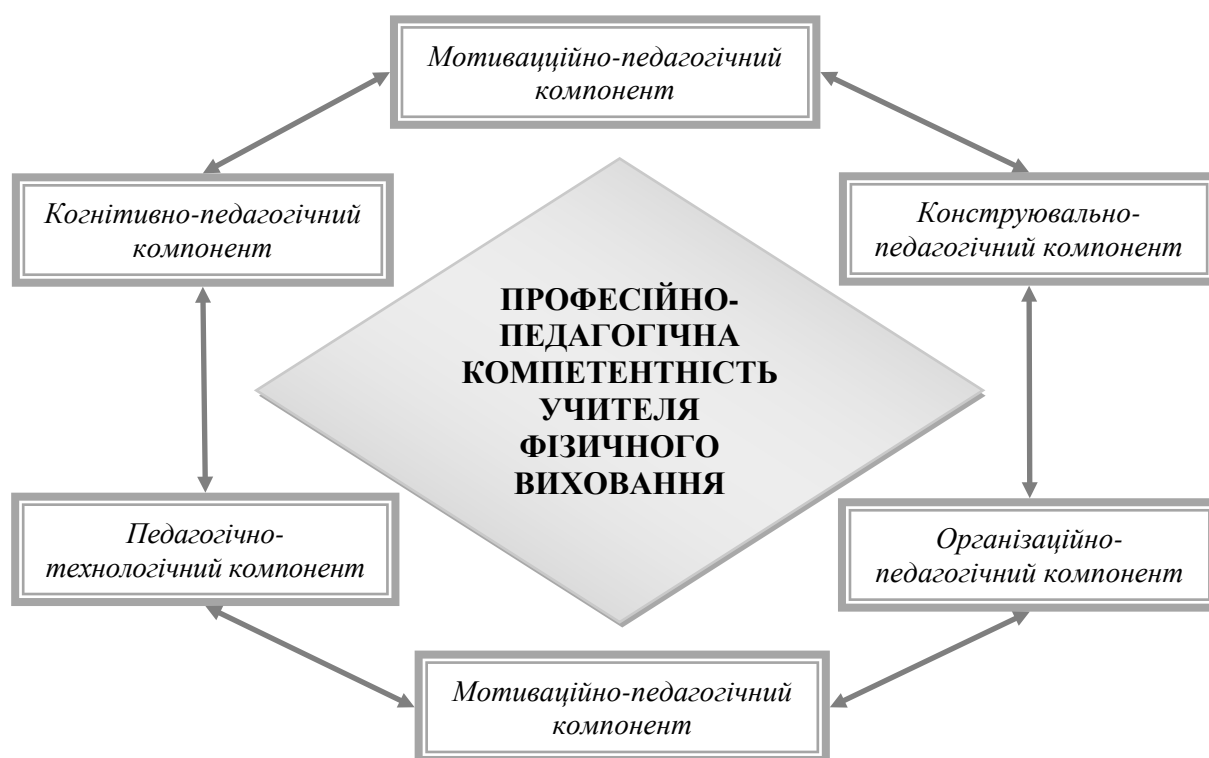 Мотивацційно-педагогічний
компонент
Когнітивно-педагогічний
компонент
Конструювально-
педагогічний компонент
ПРОФЕСІЙНО-
ПЕДАГОГІЧНА
КОМПЕТЕНТНІСТЬ
УЧИТЕЛЯ
ФІЗИЧНОГО
ВИХОВАННЯ
Педагогічно-
технологічний компонент
Організаційно-
педагогічний компонент
Мотиваційно-педагогічний
компонент